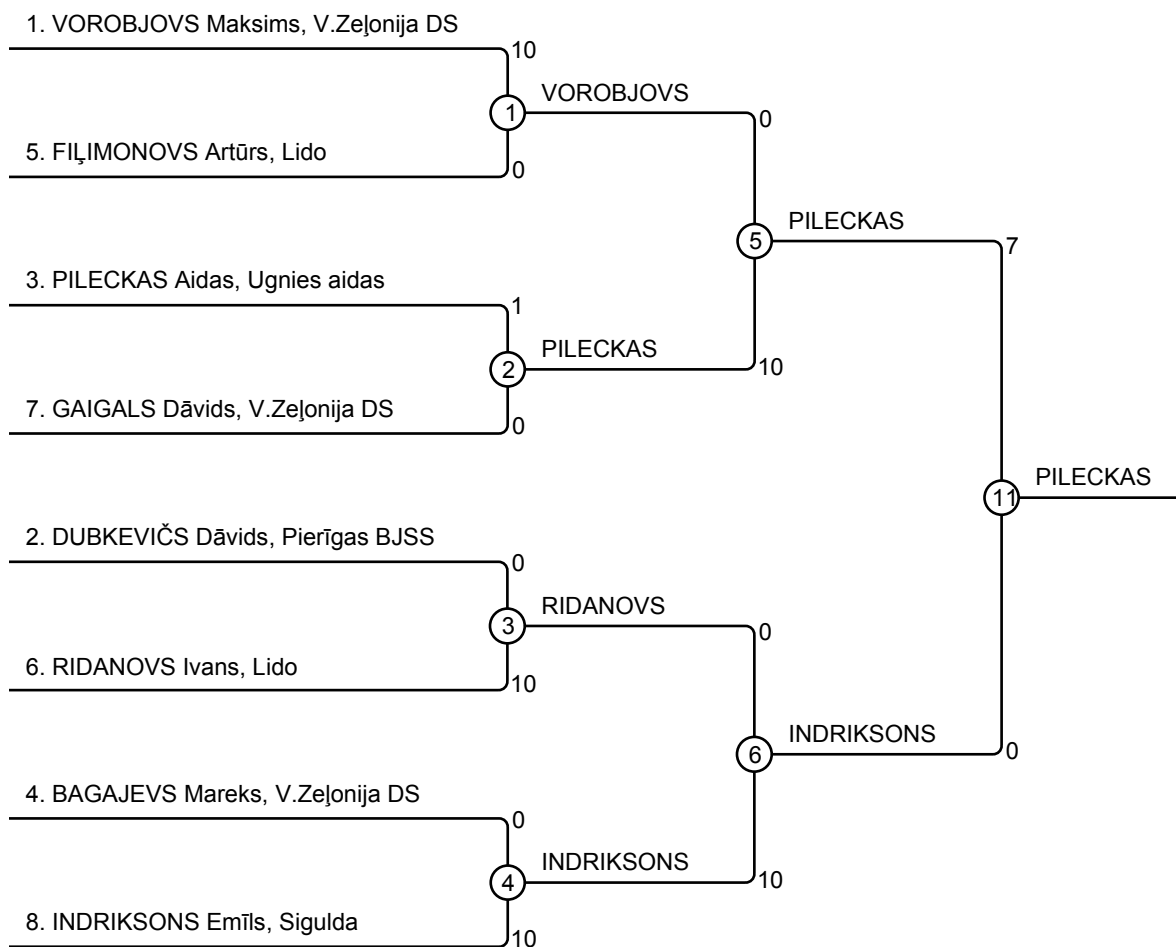 1. VOROBJOVS Maksims, V.Zeļonija DS
10
1
VOROBJOVS
0
5. FIĻIMONOVS Artūrs, Lido
0
5
PILECKAS
7
3. PILECKAS Aidas, Ugnies aidas
1
2
PILECKAS
10
7. GAIGALS Dāvids, V.Zeļonija DS
0
11
PILECKAS
2. DUBKEVIČS Dāvids, Pierīgas BJSS
0
3
RIDANOVS
0
6. RIDANOVS Ivans, Lido
10
6
INDRIKSONS
0
4. BAGAJEVS Mareks, V.Zeļonija DS
0
4
INDRIKSONS
10
8. INDRIKSONS Emīls, Sigulda
10